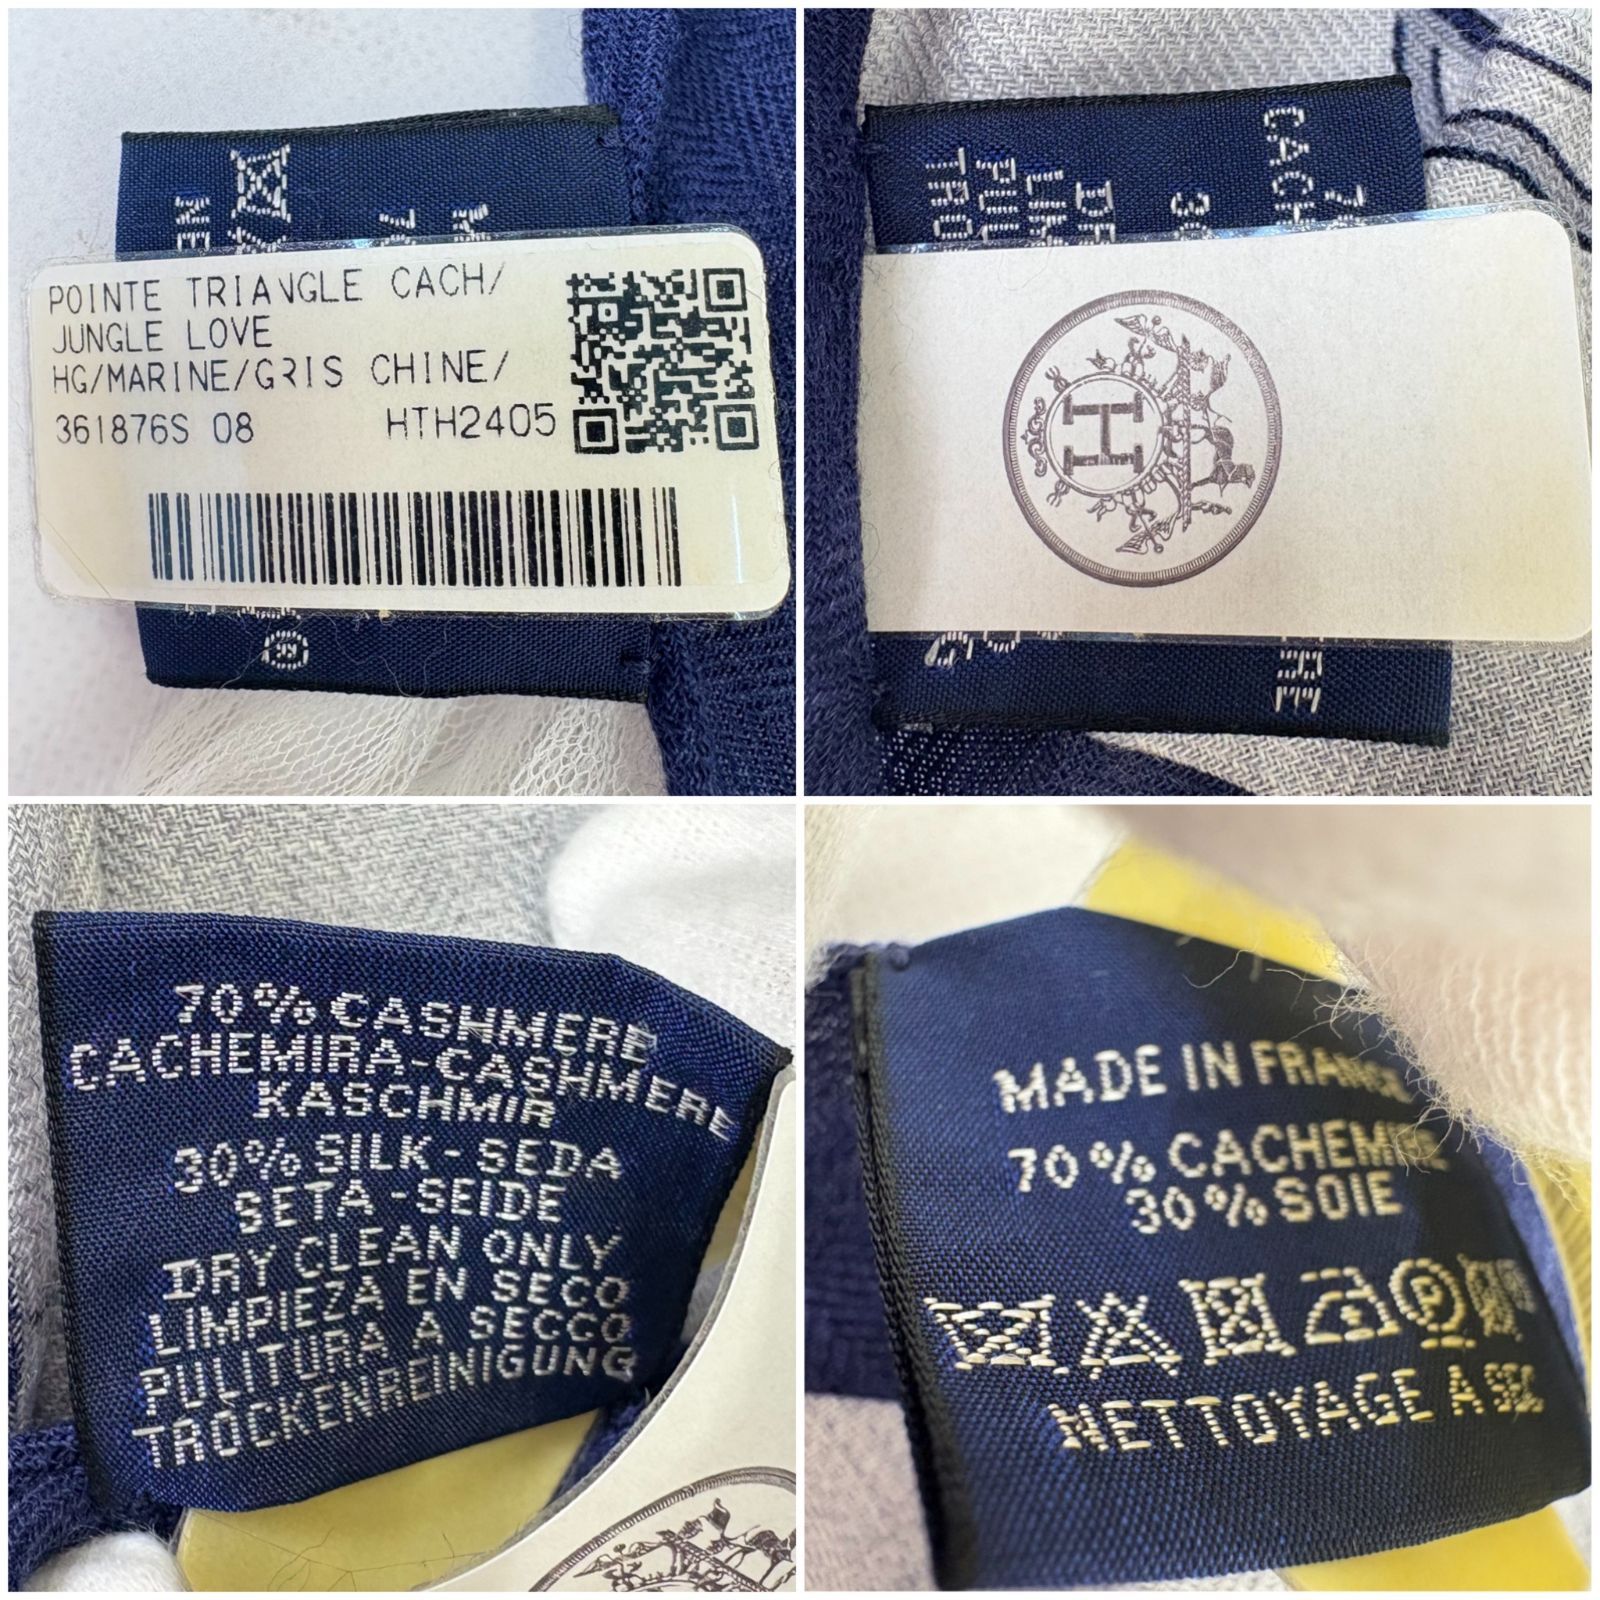 POINTE TRIANGLE CACH/
JUNGLE LOVE
HG/MARINE/GRIS CHINE/
361876S 08 HTH2405
H
70% CASHMERE
CACHEMIRA-CASHMERE
KASCHMIR
30% SILK - SEDA
SETA - SEIDE
DRY CLEAN ONLY
LIMPIEZA EN SECO
PULITURA A SECCO
TROCKENREINIGUNG
MADE IN FRANCE
70% CACHEMIRE
30% SOIE
P
NETTOYAGE A SEC